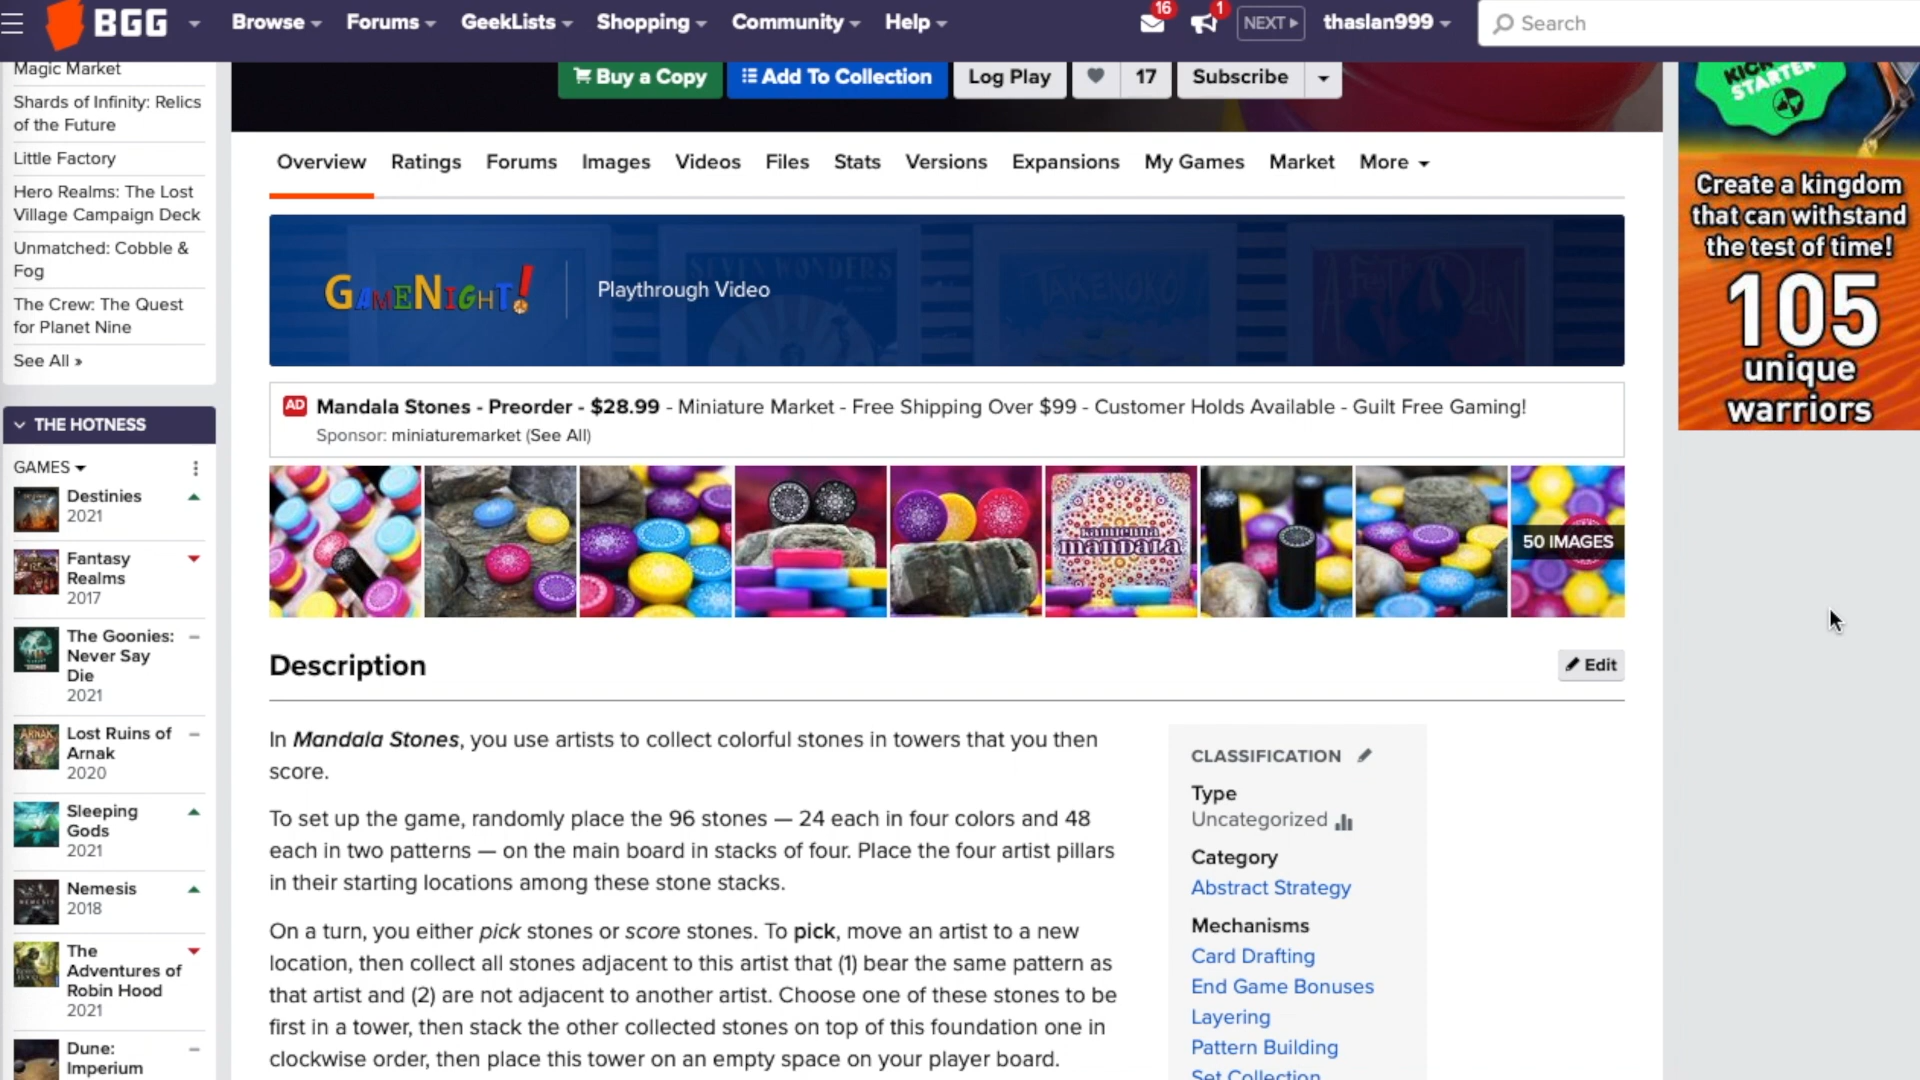 BGG
Browse
Forums
GeekLists
Shopping
Community
Help
16
1
NEXT
thaslan999
Search
Magic Market
Shards of Infinity: Relics
of the Future
Little Factory
Hero Realms: The Lost
Village Campaign Deck
Unmatched: Cobble &
Fog
The Crew: The Quest
for Planet Nine
See All »
THE HOTNESS
GAMES
Destinies
2021
Fantasy
Realms
2017
The Goonies:
Never Say
Die
2021
Lost Ruins of
Arnak
2020
Sleeping
Gods
2021
Nemesis
2018
The
Adventures of
Robin Hood
2021
Dune:
Imperium
Buy a Copy
Add To Collection
Log Play
17
Subscribe
Overview
Ratings
Forums
Images
Videos
Files
Stats
Versions
Expansions
My Games
Market
More
GAMENIGHT!
Playthrough Video
SEVEN WONDERS
TAKENOKO
AD Mandala Stones - Preorder - $28.99 - Miniature Market - Free Shipping Over $99 - Customer Holds Available - Guilt Free Gaming!
Sponsor: miniaturemarket (See All)
kamienna
mandala
50 IMAGES
Description
Edit
In Mandala Stones, you use artists to collect colorful stones in towers that you then
score.
To set up the game, randomly place the 96 stones — 24 each in four colors and 48
each in two patterns — on the main board in stacks of four. Place the four artist pillars
in their starting locations among these stone stacks.
On a turn, you either pick stones or score stones. To pick, move an artist to a new
location, then collect all stones adjacent to this artist that (1) bear the same pattern as
that artist and (2) are not adjacent to another artist. Choose one of these stones to be
first in a tower, then stack the other collected stones on top of this foundation one in
clockwise order, then place this tower on an empty space on your player board.
CLASSIFICATION
Type
Uncategorized
Category
Abstract Strategy
Mechanisms
Card Drafting
End Game Bonuses
Layering
Pattern Building
Set Collection
KICK
STARTER
Create a kingdom
that can withstand
the test of time!
105
unique
warriors